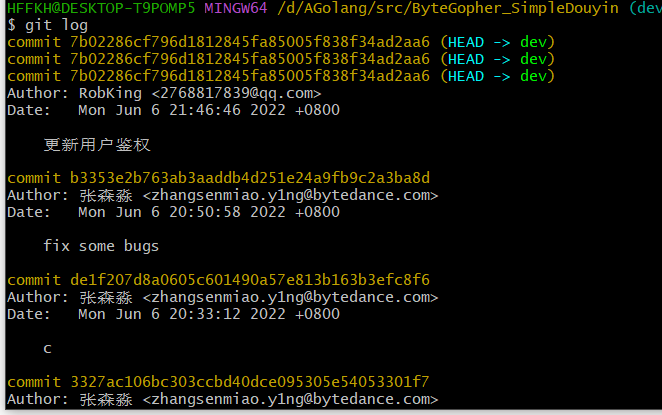 HFFKH@DESKTOP-T9POMP5 MINGW64 /d/AGolang/src/ByteGopher_SimpleDouyin (dev
$ git log
commit 7b02286cf796d1812845fa85005f838f34ad2aa6 (HEAD -> dev)
commit 7b02286cf796d1812845fa85005f838f34ad2aa6 (HEAD -> dev)
commit 7b02286cf796d1812845fa85005f838f34ad2aa6 (HEAD -> dev)
Author: RobKing <2768817839@qq.com>
Date:   Mon Jun 6 21:46:46 2022 +0800
更新用户鉴权
commit b3353e2b763ab3aaddb4d251e24a9fb9c2a3ba8d
Author: 张森淼 <zhangsenmiao.y1ng@bytedance.com>
Date:   Mon Jun 6 20:50:58 2022 +0800
fix some bugs
commit de1f207d8a0605c601490a57e813b163b3efc8f6
Author: 张森淼 <zhangsenmiao.y1ng@bytedance.com>
Date:   Mon Jun 6 20:33:12 2022 +0800
c
commit 3327ac106bc303ccbd40dce095305e54053301f7
Author: 张森淼 <zhangsenmiao.y1ng@bytedance.com>